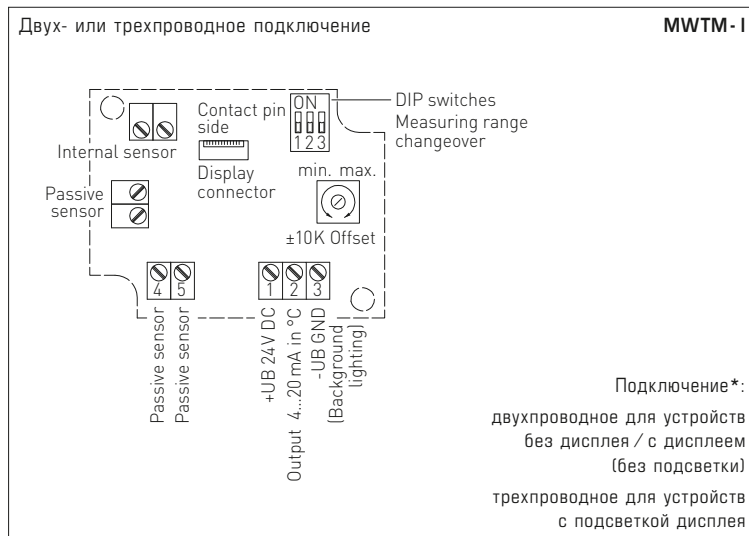 Двух- или трехпроводное подключение
MWTM - I
ON
1 2 3
DIP switches
Measuring range
changeover
Contact pin
side
Internal sensor
Display
connector
min. max.
Passive
sensor
±10K Offset
4 5
1 2 3
Passive sensor
Passive sensor
+UB 24V DC
Output 4...20 mA in °C
-UB GND
(Background
lighting)
Подключение*:
двухпроводное для устройств
без дисплея / с дисплеем
(без подсветки)
трехпроводное для устройств
с подсветкой дисплея